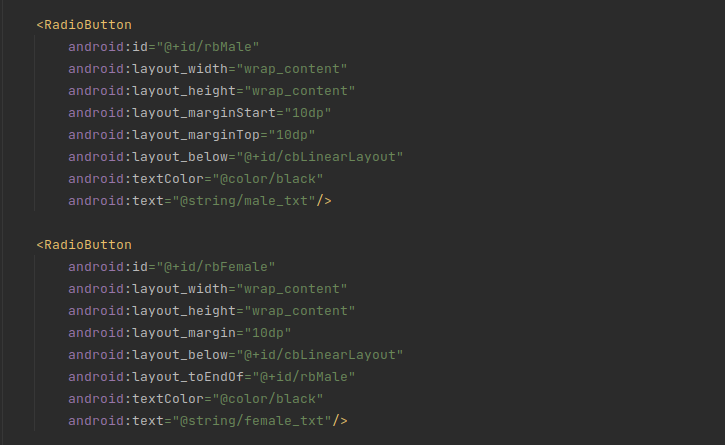 <RadioButton
android:id="@+id/rbMale"
android:layout_width="wrap_content"
android:layout_height="wrap_content"
android:layout_marginStart="10dp"
android:layout_marginTop="10dp"
android:layout_below="@+id/cbLinearLayout"
android:textColor="@color/black"
android:text="@string/male_txt"/>
<RadioButton
android:id="@+id/rbFemale"
android:layout_width="wrap_content"
android:layout_height="wrap_content"
android:layout_margin="10dp"
android:layout_below="@+id/cbLinearLayout"
android:layout_toEndOf="@+id/rbMale"
android:textColor="@color/black"
android:text="@string/female_txt"/>